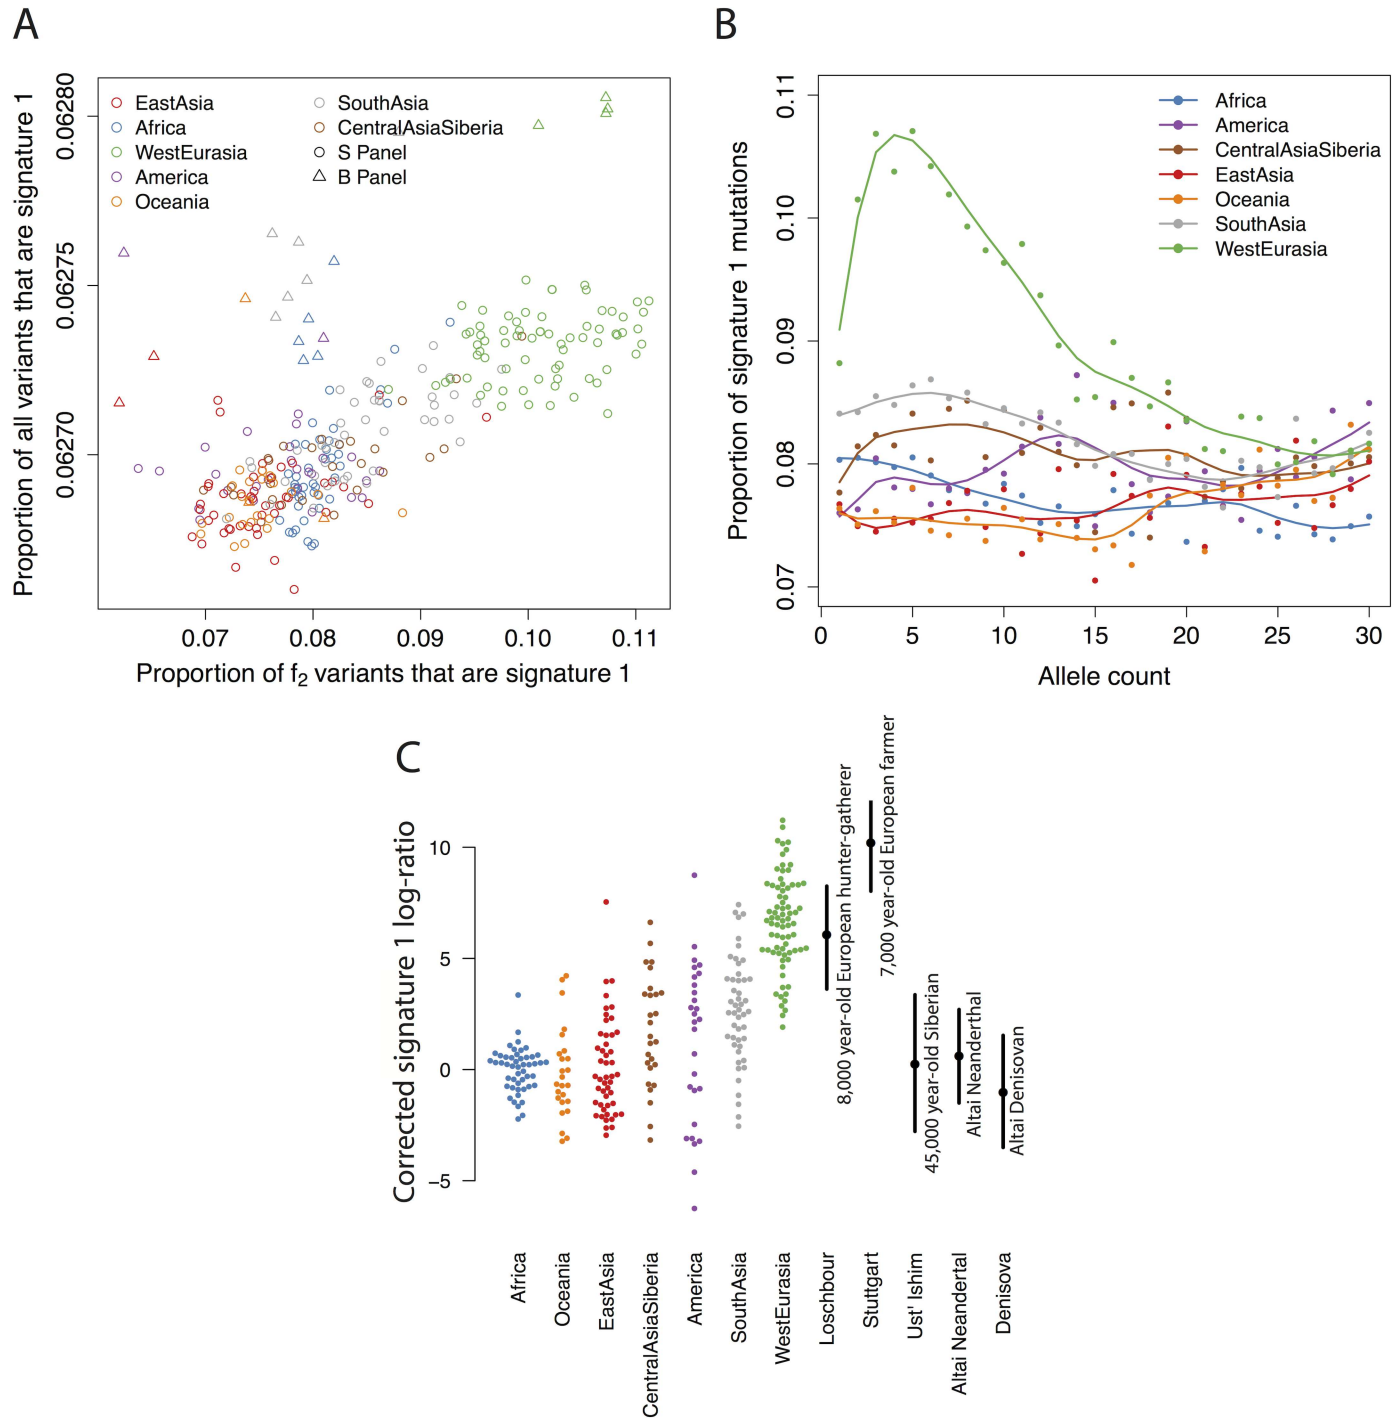 A
Proportion of all variants that are signature 1
0.06280
0.06275
0.06270
EastAsia
Africa
WestEurasia
America
Oceania
SouthAsia
CentralAsiaSiberia
S Panel
B Panel
0.07 0.08 0.09 0.10 0.11
Proportion of f2 variants that are signature 1
B
Proportion of signature 1 mutations
0.11
0.10
0.09
0.08
0.07
Africa
America
CentralAsiaSiberia
EastAsia
Oceania
SouthAsia
WestEurasia
0 5 10 15 20 25 30
Allele count
C
Corrected signature 1 log-ratio
10
5
0
−5
8,000 year-old European hunter-gatherer
7,000 year-old European farmer
45,000 year-old Siberian
Altai Neanderthal
Altai Denisovan
Africa
Oceania
EastAsia
CentralAsiaSiberia
America
SouthAsia
WestEurasia
Loschbour
Stuttgart
Ust' Ishim
Altai Neandertal
Denisova